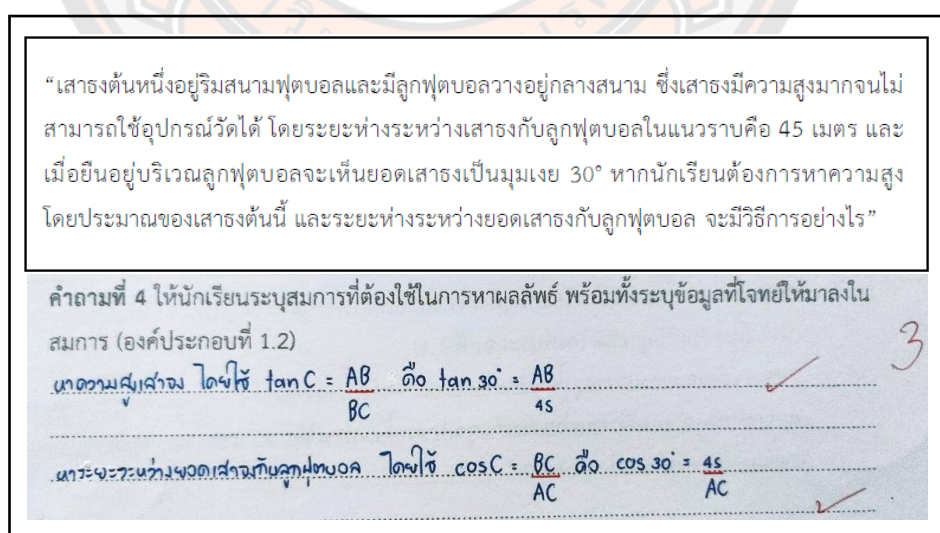 “เสาธงต้นหนึ่งอยู่ริมสนามฟุตบอลและมีลูกฟุตบอลวางอยู่กลางสนาม ซึ่งเสาธงมีความสูงมากจนไม่
สามารถใช้อุปกรณ์วัดได้ โดยระยะห่างระหว่างเสาธงกับลูกฟุตบอลในแนวราบคือ 45 เมตร และ
เมื่อยืนอยู่บริเวณลูกฟุตบอลจะเห็นยอดเสาธงเป็นมุมเงย 30° หากนักเรียนต้องการหาความสูง
โดยประมาณของเสาธงต้นนี้ และระยะห่างระหว่างยอดเสาธงกับลูกฟุตบอล จะมีวิธีการอย่างไร”
คำถามที่ 4 ให้นักเรียนระบุสมการที่ต้องใช้ในการหาผลลัพธ์ พร้อมทั้งระบุข้อมูลที่โจทย์ให้มาลงใน
สมการ (องค์ประกอบที่ 1.2)
3
หาความสูงเสาธง โดยใช้ tan C = AB คือ tan 30° = AB
BC 45
หาระยะระหว่างยอดเสาธงกับลูกฟุตบอล โดยใช้ cos C = BC คือ cos 30° = 45
AC AC